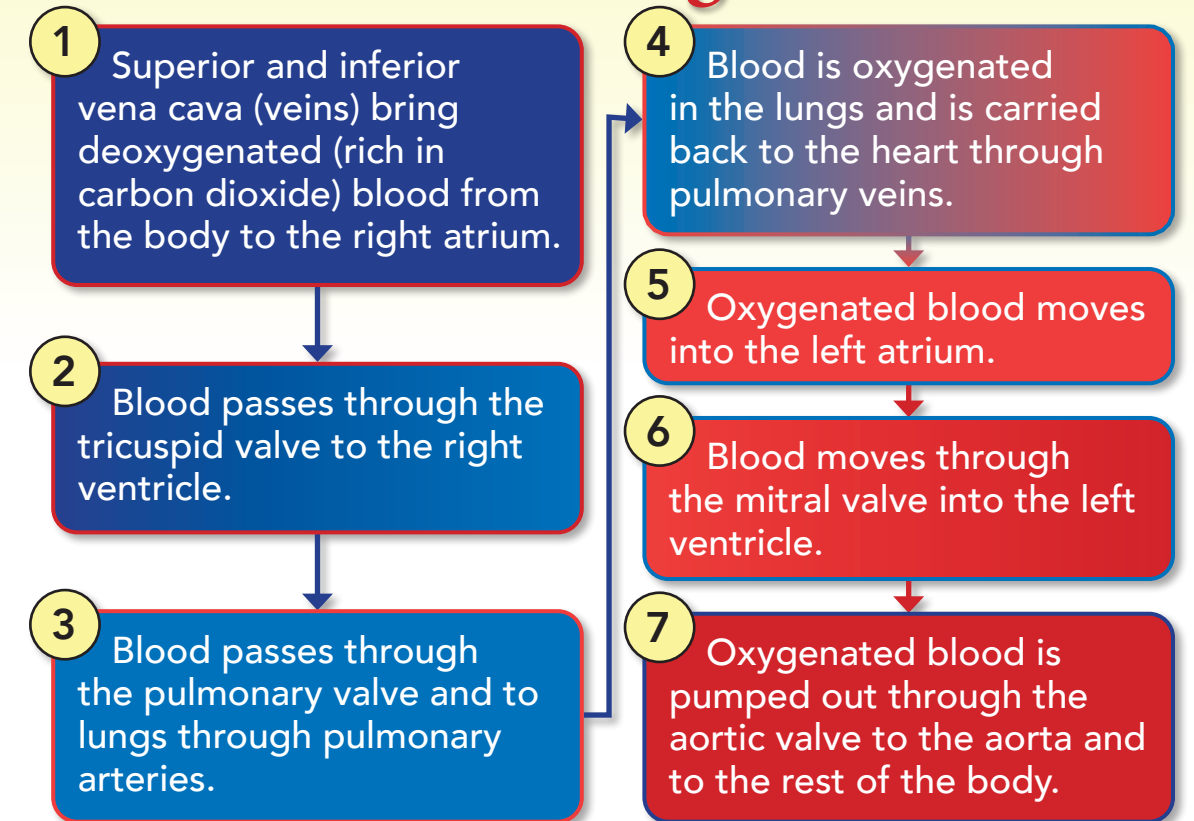 1
Superior and inferior
vena cava (veins) bring
deoxygenated (rich in
carbon dioxide) blood from
the body to the right atrium.
2
Blood passes through the
tricuspid valve to the right
ventricle.
3
Blood passes through
the pulmonary valve and to
lungs through pulmonary
arteries.
4
Blood is oxygenated
in the lungs and is carried
back to the heart through
pulmonary veins.
5
Oxygenated blood moves
into the left atrium.
6
Blood moves through
the mitral valve into the left
ventricle.
7
Oxygenated blood is
pumped out through the
aortic valve to the aorta and
to the rest of the body.